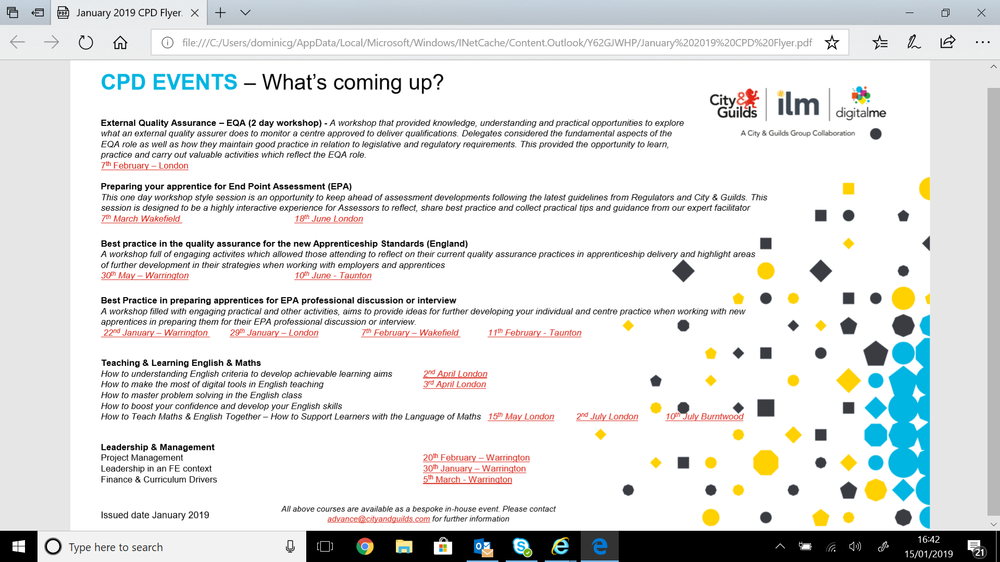 January 2019 CPD Flyer.
file:///C:/Users/dominicg/AppData/Local/Microsoft/Windows/INetCache/Content.Outlook/Y62GJWHP/January%202019%20CPD%20Flyer.pdf
CPD EVENTS – What's coming up?
City & Guilds
ilm
digitalme
A City & Guilds Group Collaboration
External Quality Assurance – EQA (2 day workshop) - A workshop that provided knowledge, understanding and practical opportunities to explore
what an external quality assurer does to monitor a centre approved to deliver qualifications. Delegates considered the fundamental aspects of the
EQA role as well as how they maintain good practice in relation to legislative and regulatory requirements. This provided the opportunity to learn,
practice and carry out valuable activities which reflect the EQA role.
7th February – London
Preparing your apprentice for End Point Assessment (EPA)
This one day workshop style session is an opportunity to keep ahead of assessment developments following the latest guidelines from Regulators and City & Guilds. This
session is designed to be a highly interactive experience for Assessors to reflect, share best practice and collect practical tips and guidance from our expert facilitator
7th March Wakefield 18th June London
Best practice in the quality assurance for the new Apprenticeship Standards (England)
A workshop full of engaging activites which allowed those attending to reflect on their current quality assurance practices in apprenticeship delivery and highlight areas
of further development in their strategies when working with employers and apprentices
30th May – Warrington 10th June - Taunton
Best Practice in preparing apprentices for EPA professional discussion or interview
A workshop filled with engaging practical and other activities, aims to provide ideas for further developing your individual and centre practice when working with new
apprentices in preparing them for their EPA professional discussion or interview.
22nd January – Warrington 29th January – London 7th February – Wakefield 11th February - Taunton
Teaching & Learning English & Maths
How to understanding English criteria to develop achievable learning aims 2nd April London
How to make the most of digital tools in English teaching 3rd April London
How to master problem solving in the English class
How to boost your confidence and develop your English skills
How to Teach Maths & English Together – How to Support Learners with the Language of Maths 15th May London 2nd July London 10th July Burntwood
Leadership & Management
Project Management 20th February – Warrington
Leadership in an FE context 30th January – Warrington
Finance & Curriculum Drivers 5th March - Warrington
All above courses are available as a bespoke in-house event. Please contact
Issued date January 2019
advance@cityandguilds.com for further information
Type here to search
16:42
15/01/2019
21